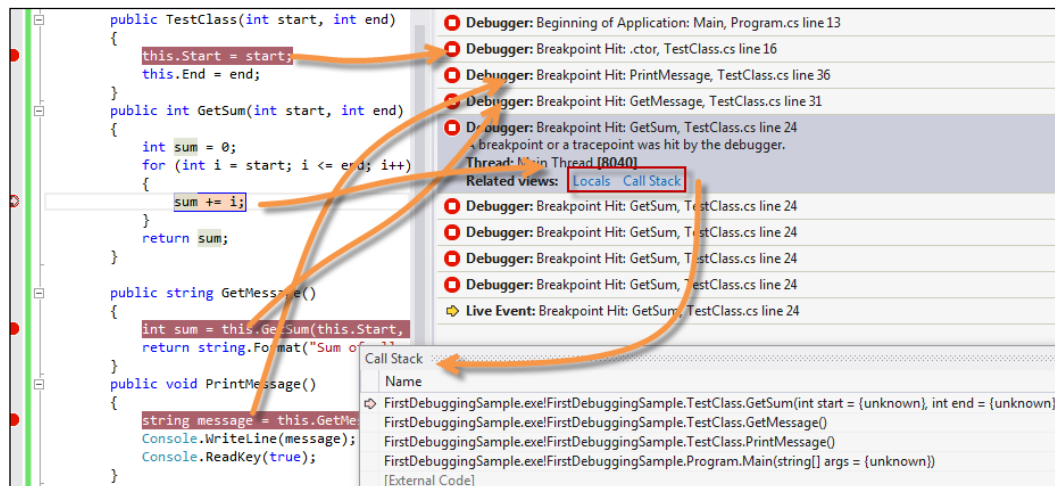 public TestClass(int start, int end)
{
this.Start = start;
this.End = end;
}
public int GetSum(int start, int end)
{
int sum = 0;
for (int i = start; i <= end; i++)
{
sum += i;
}
return sum;
}
public string GetMessage()
{
int sum = this.GetSum(this.Start,
return string.Format("Sum of
}
public void PrintMessage()
{
string message = this.GetMes
Console.WriteLine(message);
Console.ReadKey(true);
}
Debugger: Beginning of Application: Main, Program.cs line 13
Debugger: Breakpoint Hit: .ctor, TestClass.cs line 16
Debugger: Breakpoint Hit: PrintMessage, TestClass.cs line 36
Debugger: Breakpoint Hit: GetMessage, TestClass.cs line 31
Debugger: Breakpoint Hit: GetSum, TestClass.cs line 24
A breakpoint or a tracepoint was hit by the debugger.
Thread: Main Thread [8040]
Related views: Locals Call Stack
Debugger: Breakpoint Hit: GetSum, TestClass.cs line 24
Debugger: Breakpoint Hit: GetSum, TestClass.cs line 24
Debugger: Breakpoint Hit: GetSum, TestClass.cs line 24
Debugger: Breakpoint Hit: GetSum, TestClass.cs line 24
Live Event: Breakpoint Hit: GetSum, TestClass.cs line 24
Call Stack
Name
FirstDebuggingSample.exe!FirstDebuggingSample.TestClass.GetSum(int start = {unknown}, int end = {unknown}
FirstDebuggingSample.exe!FirstDebuggingSample.TestClass.GetMessage()
FirstDebuggingSample.exe!FirstDebuggingSample.TestClass.PrintMessage()
FirstDebuggingSample.exe!FirstDebuggingSample.Program.Main(string[] args = {unknown})
[External Code]